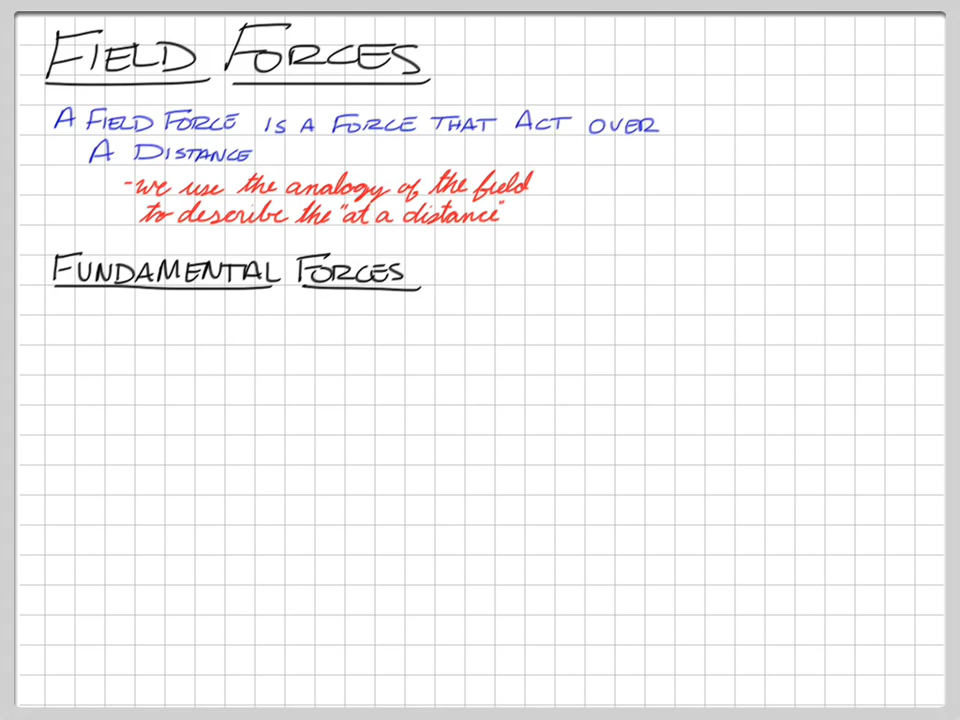 FIELD FORCES
A FIELD FORCE IS A FORCE THAT ACT OVER
A DISTANCE
-we use the analogy of the field
to describe the "at a distance"
FUNDAMENTAL FORCES